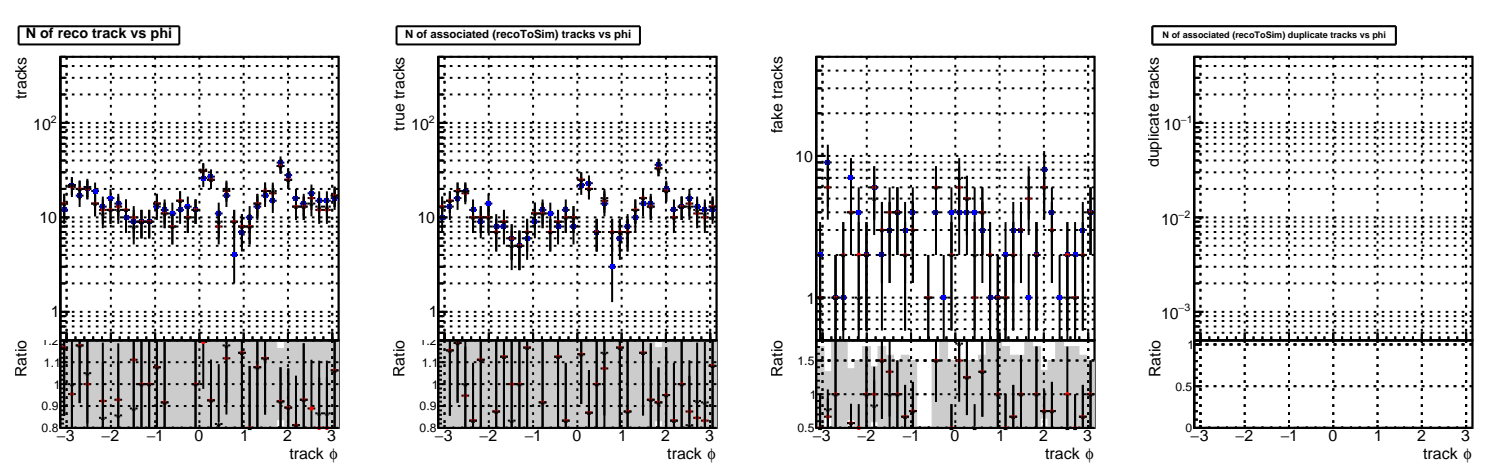 N of reco track vs phi
tracks
10²
10
1
Ratio
1.2
1.1
1
0.9
0.8
−3 −2 −1 0 1 2 3
track ϕ
N of associated (recoToSim) tracks vs phi
true tracks
10²
10
1
Ratio
1.2
1.1
1
0.9
0.8
−3 −2 −1 0 1 2 3
track ϕ
fake tracks
10
1
Ratio
1.5
1
0.5
−3 −2 −1 0 1 2 3
track ϕ
N of associated (recoToSim) duplicate tracks vs phi
duplicate tracks
10⁻¹
10⁻²
10⁻³
Ratio
1
0.5
0
−3 −2 −1 0 1 2 3
track ϕ